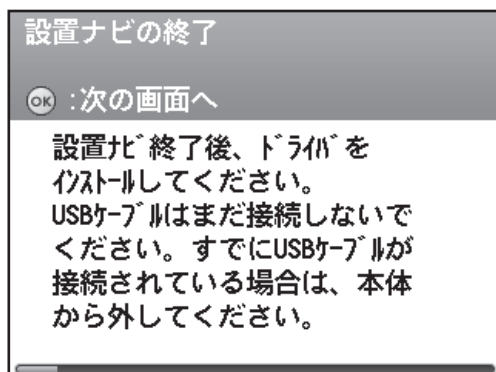 設置ナビの終了
OK :次の画面へ
設置ﾅﾋﾞ終了後、ﾄﾞﾗｲﾊﾞを
ｲﾝｽﾄｰﾙしてください。
USBｹｰﾌﾞﾙはまだ接続しないで
ください。すでにUSBｹｰﾌﾞﾙが
接続されている場合は、本体
から外してください。